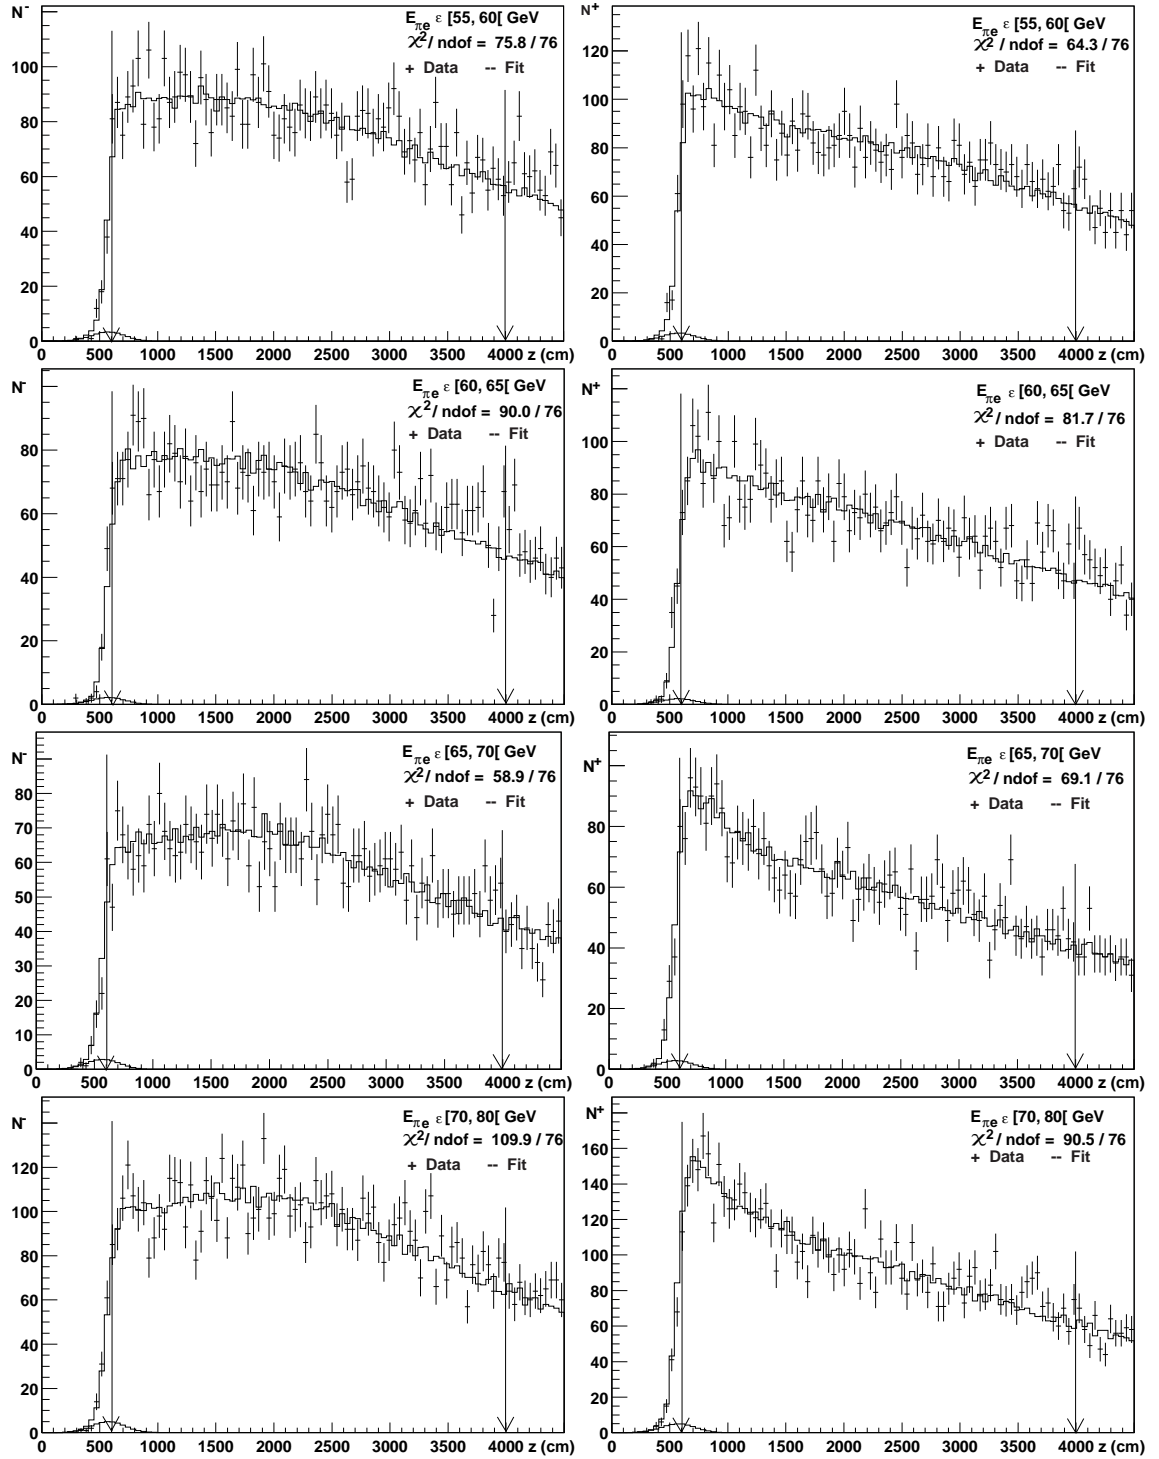 N⁻
E_πe ε [55, 60[ GeV
χ²/ ndof = 75.8 / 76
+ Data -- Fit
100
80
60
40
20
0
0 500 1000 1500 2000 2500 3000 3500 4000 z (cm)
N⁺
E_πe ε [55, 60[ GeV
χ² / ndof = 64.3 / 76
+ Data -- Fit
120
100
80
60
40
20
0
0 500 1000 1500 2000 2500 3000 3500 4000 z (cm)
N⁻
E_πe ε [60, 65[ GeV
χ²/ ndof = 90.0 / 76
+ Data -- Fit
80
60
40
20
0
0 500 1000 1500 2000 2500 3000 3500 4000 z (cm)
N⁺
E_πe ε [60, 65[ GeV
χ²/ ndof = 81.7 / 76
+ Data -- Fit
100
80
60
40
20
0
0 500 1000 1500 2000 2500 3000 3500 4000 z (cm)
N⁻
E_πe ε [65, 70[ GeV
χ²/ ndof = 58.9 / 76
+ Data -- Fit
80
70
60
50
40
30
20
10
0
0 500 1000 1500 2000 2500 3000 3500 4000 z (cm)
N⁺
E_πe ε [65, 70[ GeV
χ²/ ndof = 69.1 / 76
+ Data -- Fit
80
60
40
20
0
0 500 1000 1500 2000 2500 3000 3500 4000 z (cm)
N⁻
E_πe ε [70, 80[ GeV
χ²/ ndof = 109.9 / 76
+ Data -- Fit
120
100
80
60
40
20
0
0 500 1000 1500 2000 2500 3000 3500 4000 z (cm)
N⁺
E_πe ε [70, 80[ GeV
χ²/ ndof = 90.5 / 76
+ Data -- Fit
160
140
120
100
80
60
40
20
0
0 500 1000 1500 2000 2500 3000 3500 4000 z (cm)